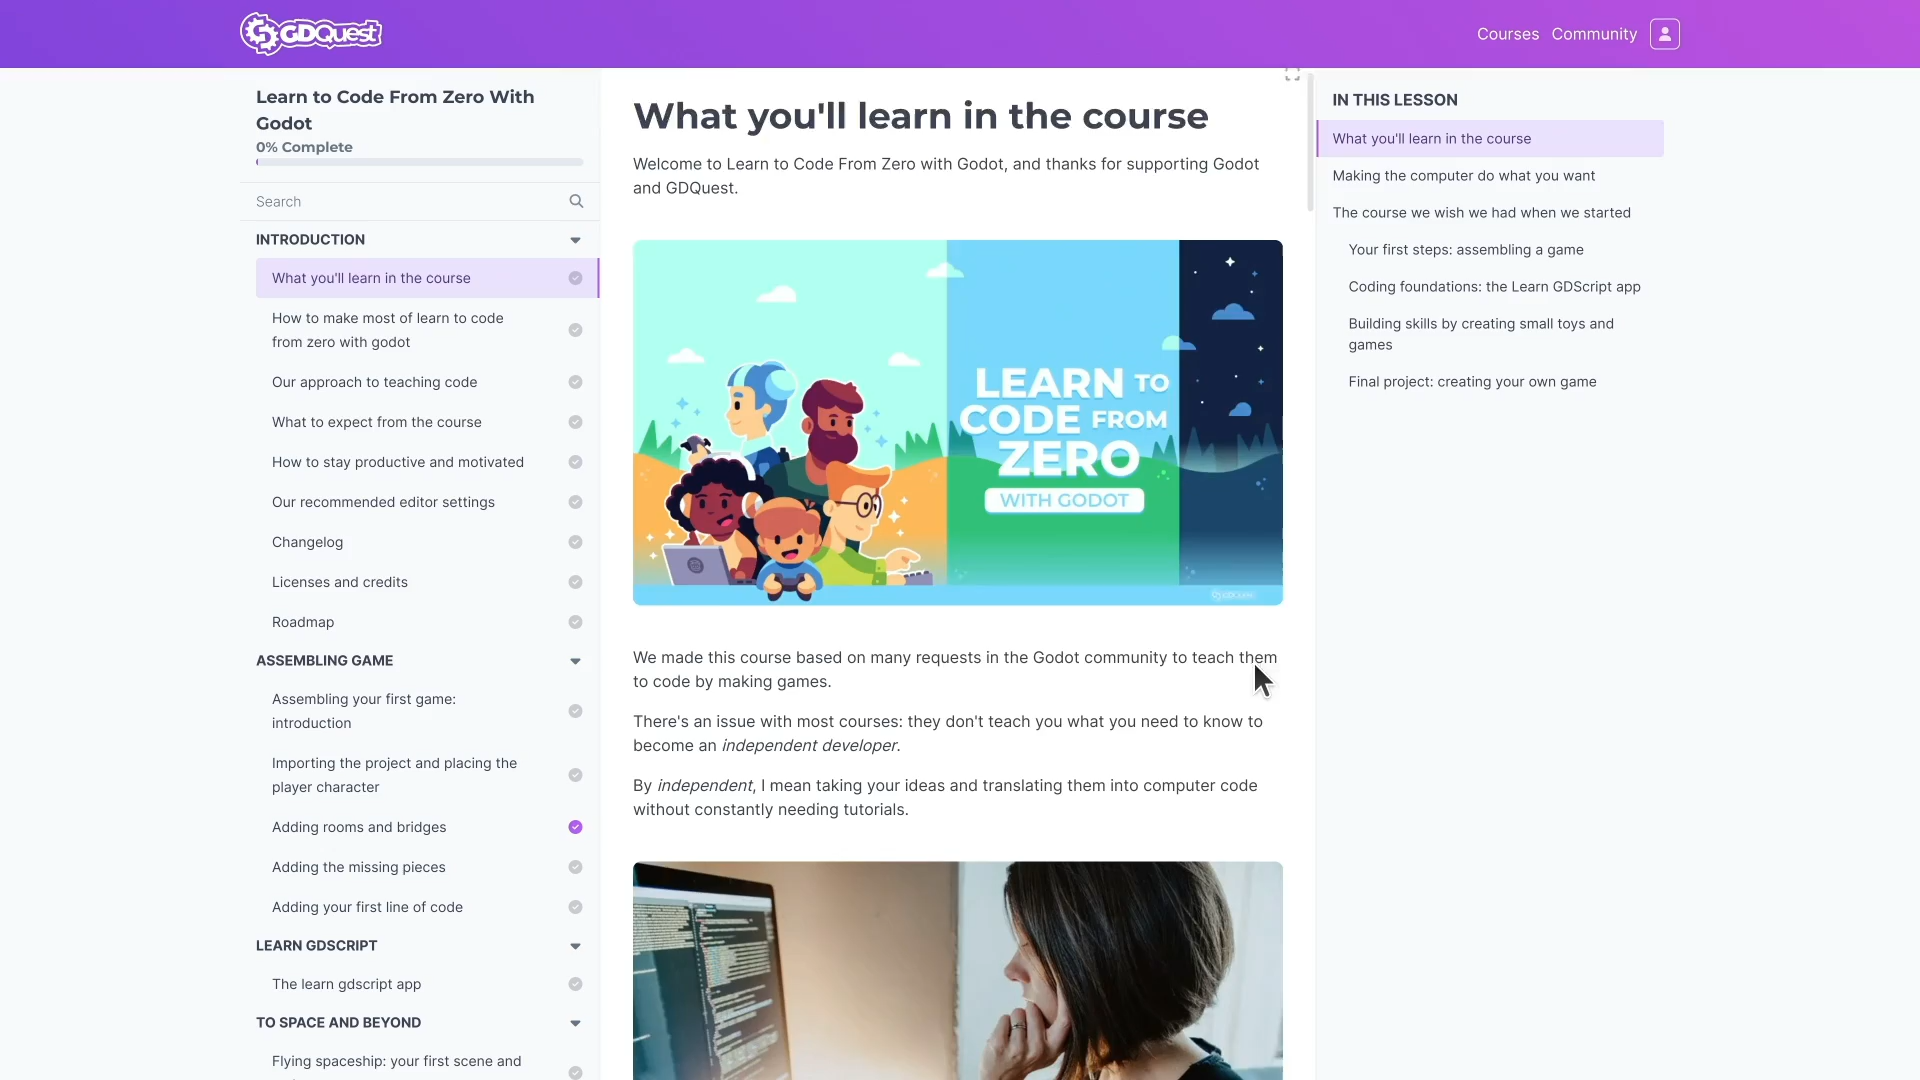 GDQuest
Courses
Community
Learn to Code From Zero With
Godot
0% Complete
Search
INTRODUCTION
What you'll learn in the course
How to make most of learn to code
from zero with godot
Our approach to teaching code
What to expect from the course
How to stay productive and motivated
Our recommended editor settings
Changelog
Licenses and credits
Roadmap
ASSEMBLING GAME
Assembling your first game:
introduction
Importing the project and placing the
player character
Adding rooms and bridges
Adding the missing pieces
Adding your first line of code
LEARN GDSCRIPT
The learn gdscript app
TO SPACE AND BEYOND
Flying spaceship: your first scene and
What you'll learn in the course
Welcome to Learn to Code From Zero with Godot, and thanks for supporting Godot
and GDQuest.
LEARN TO
CODE FROM
ZERO
WITH GODOT
GDQuest
We made this course based on many requests in the Godot community to teach them
to code by making games.
There's an issue with most courses: they don't teach you what you need to know to
become an independent developer.
By independent, I mean taking your ideas and translating them into computer code
without constantly needing tutorials.
IN THIS LESSON
What you'll learn in the course
Making the computer do what you want
The course we wish we had when we started
Your first steps: assembling a game
Coding foundations: the Learn GDScript app
Building skills by creating small toys and
games
Final project: creating your own game